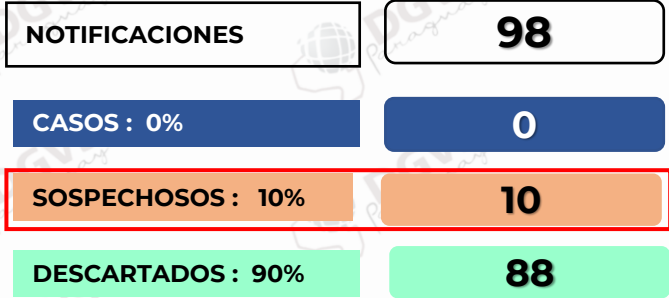 NOTIFICACIONES 98
CASOS : 0% 0
SOSPECHOSOS : 10% 10
DESCARTADOS : 90% 88